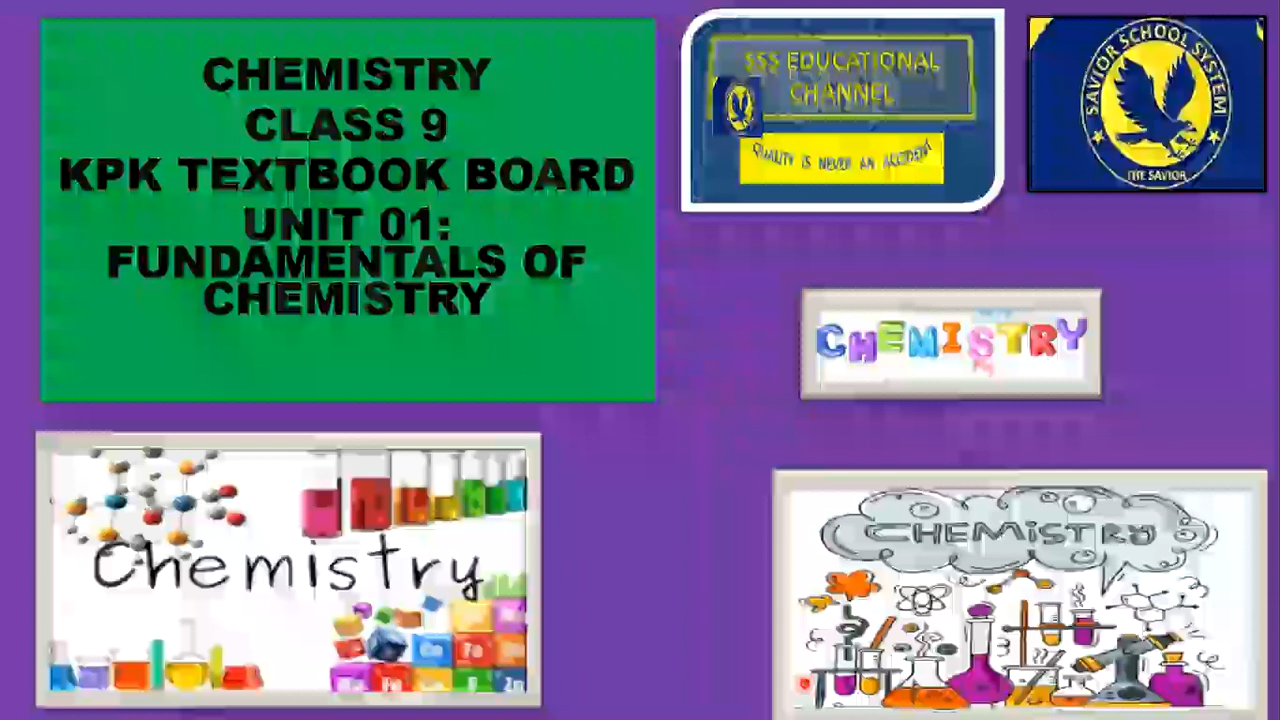 CHEMISTRY
CLASS 9
KPK TEXTBOOK BOARD
UNIT 01:
FUNDAMENTALS OF
CHEMISTRY
SSS EDUCATIONAL
CHANNEL
QUALITY IS NEVER AN ACCIDENT
SAVIOR SCHOOL SYSTEM
THE SAVIOR
CHEMISTRY
Chemistry
CHEMiSTRY